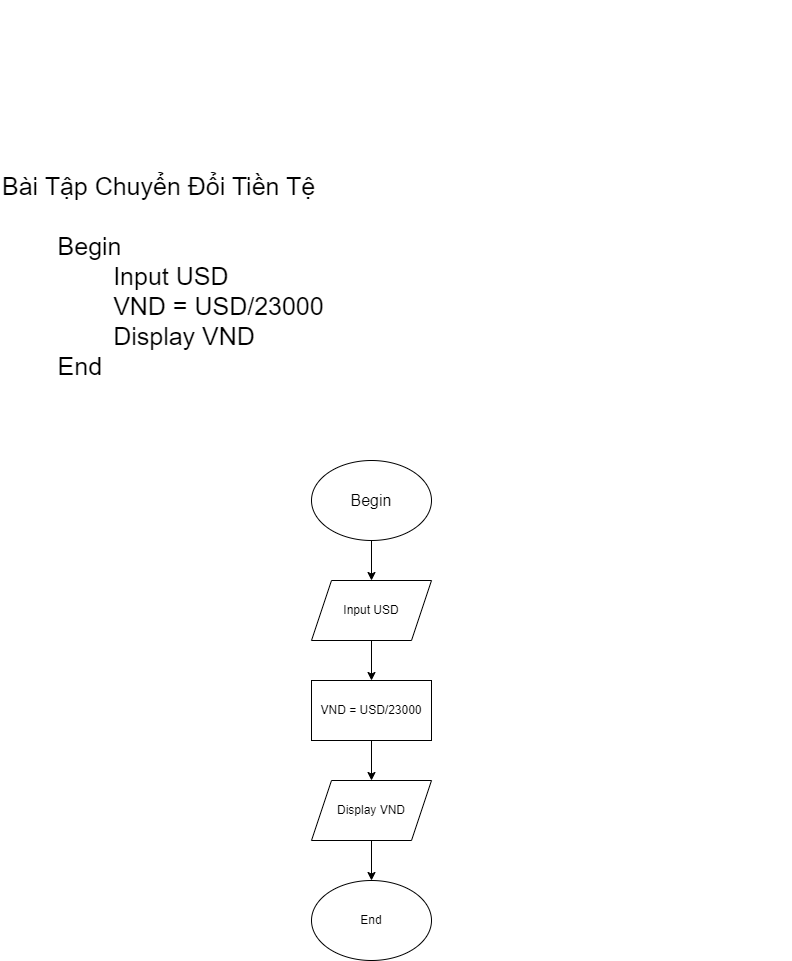 Bài Tập Chuyển Đổi Tiền Tệ
Begin
Input USD
VND = USD/23000
Display VND
End
Begin
Input USD
VND = USD/23000
Display VND
End